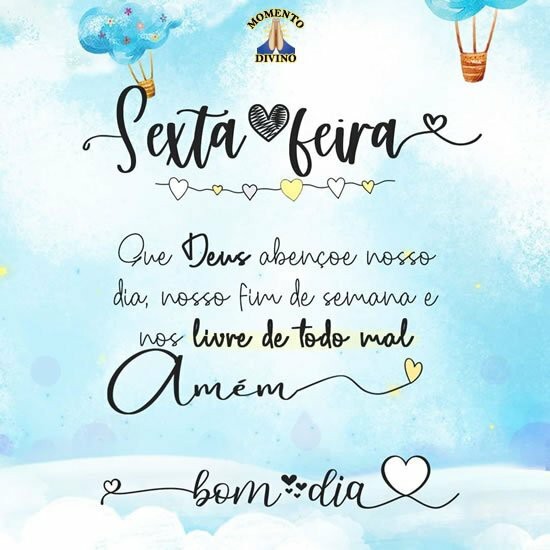 MOMENTO
DIVINO
Sexta feira
Que Deus abençoe nosso
dia, nosso fim de semana e
nos livre de todo mal
Amém
bom dia